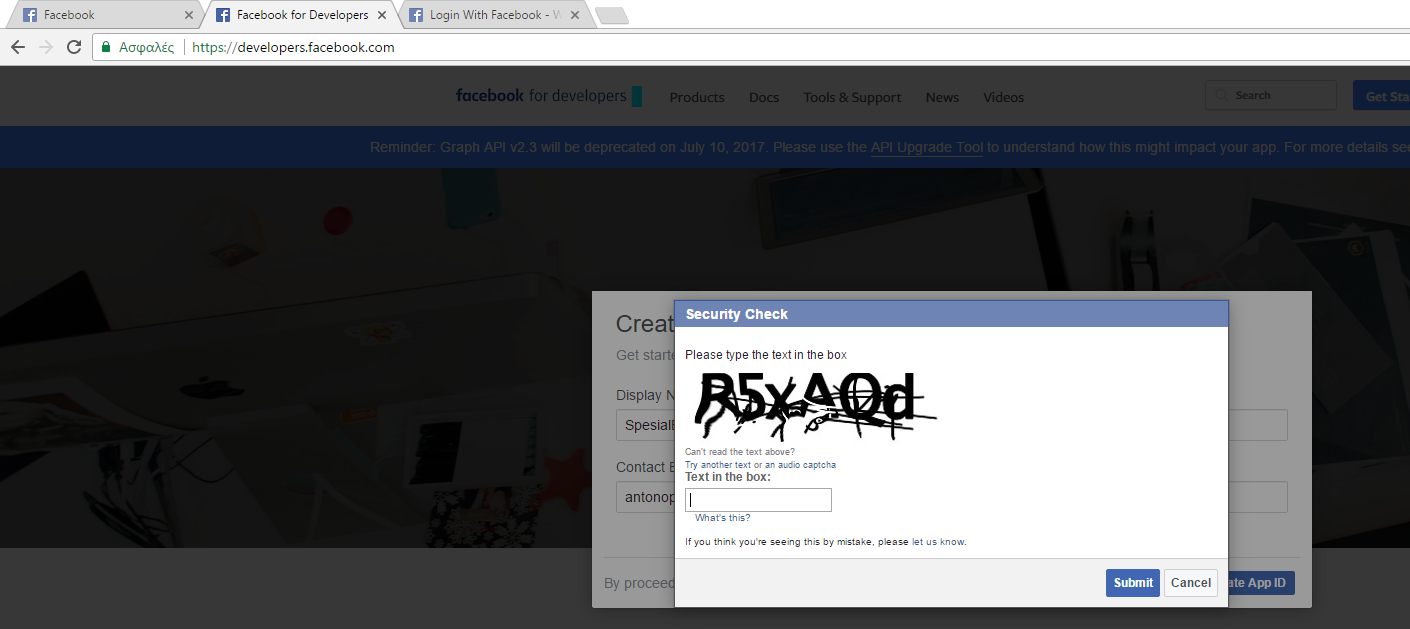 Facebook
Facebook for Developers
Login With Facebook - W
Ασφαλές
https://developers.facebook.com
facebook for developers
Products
Docs
Tools & Support
News
Videos
Search
Get Sta
Reminder: Graph API v2.3 will be deprecated on July 10, 2017. Please use the API Upgrade Tool to understand how this might impact your app. For more details see
Creat
Get starte
Display N
Spesial
Contact E
antonop
By proceed
ate App ID
Security Check
Please type the text in the box
Can't read the text above?
Try another text or an audio captcha
Text in the box:
What's this?
If you think you're seeing this by mistake, please let us know.
Submit
Cancel